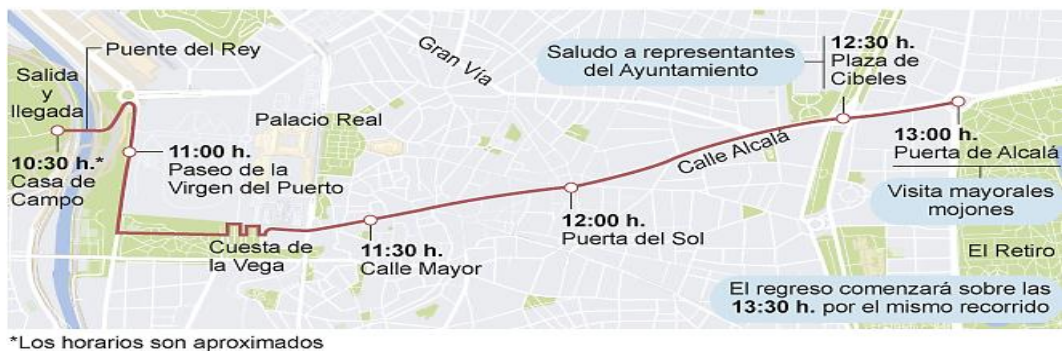 Puente del Rey
Salida
y
llegada
10:30 h.*
Casa de
Campo
11:00 h.
Paseo de la
Virgen del Puerto
Palacio Real
Cuesta de
la Vega
11:30 h.
Calle Mayor
Gran Vía
12:00 h.
Puerta del Sol
Calle Alcalá
Saludo a representantes
del Ayuntamiento
12:30 h.
Plaza de
Cibeles
13:00 h.
Puerta de Alcalá
Visita mayorales
mojones
El Retiro
El regreso comenzará sobre las
13:30 h. por el mismo recorrido
*Los horarios son aproximados